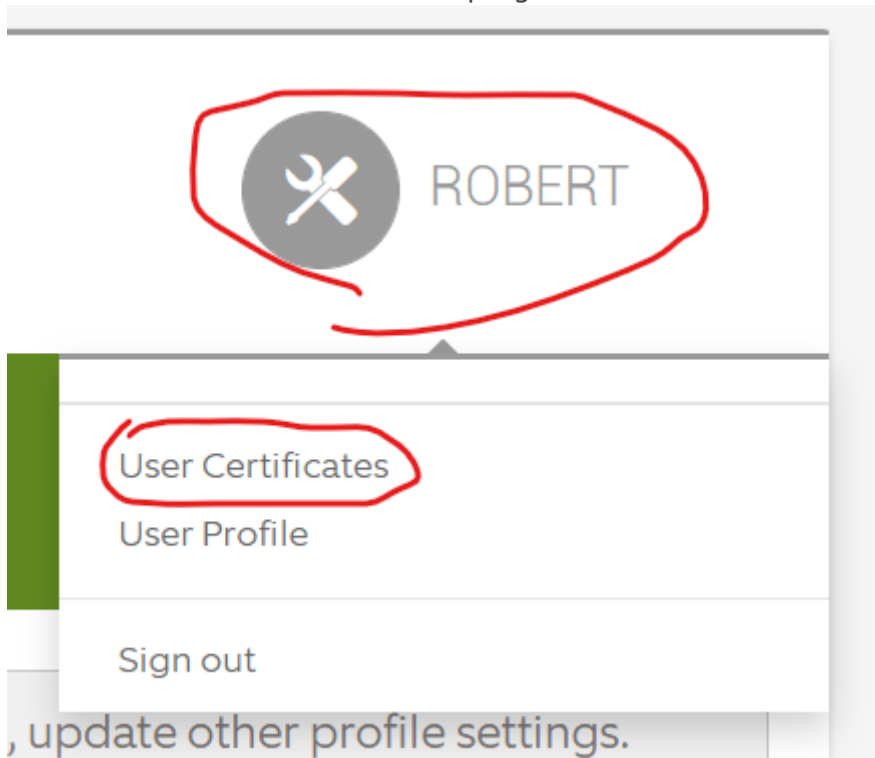 ROBERT
User Certificates
User Profile
Sign out
, update other profile settings.